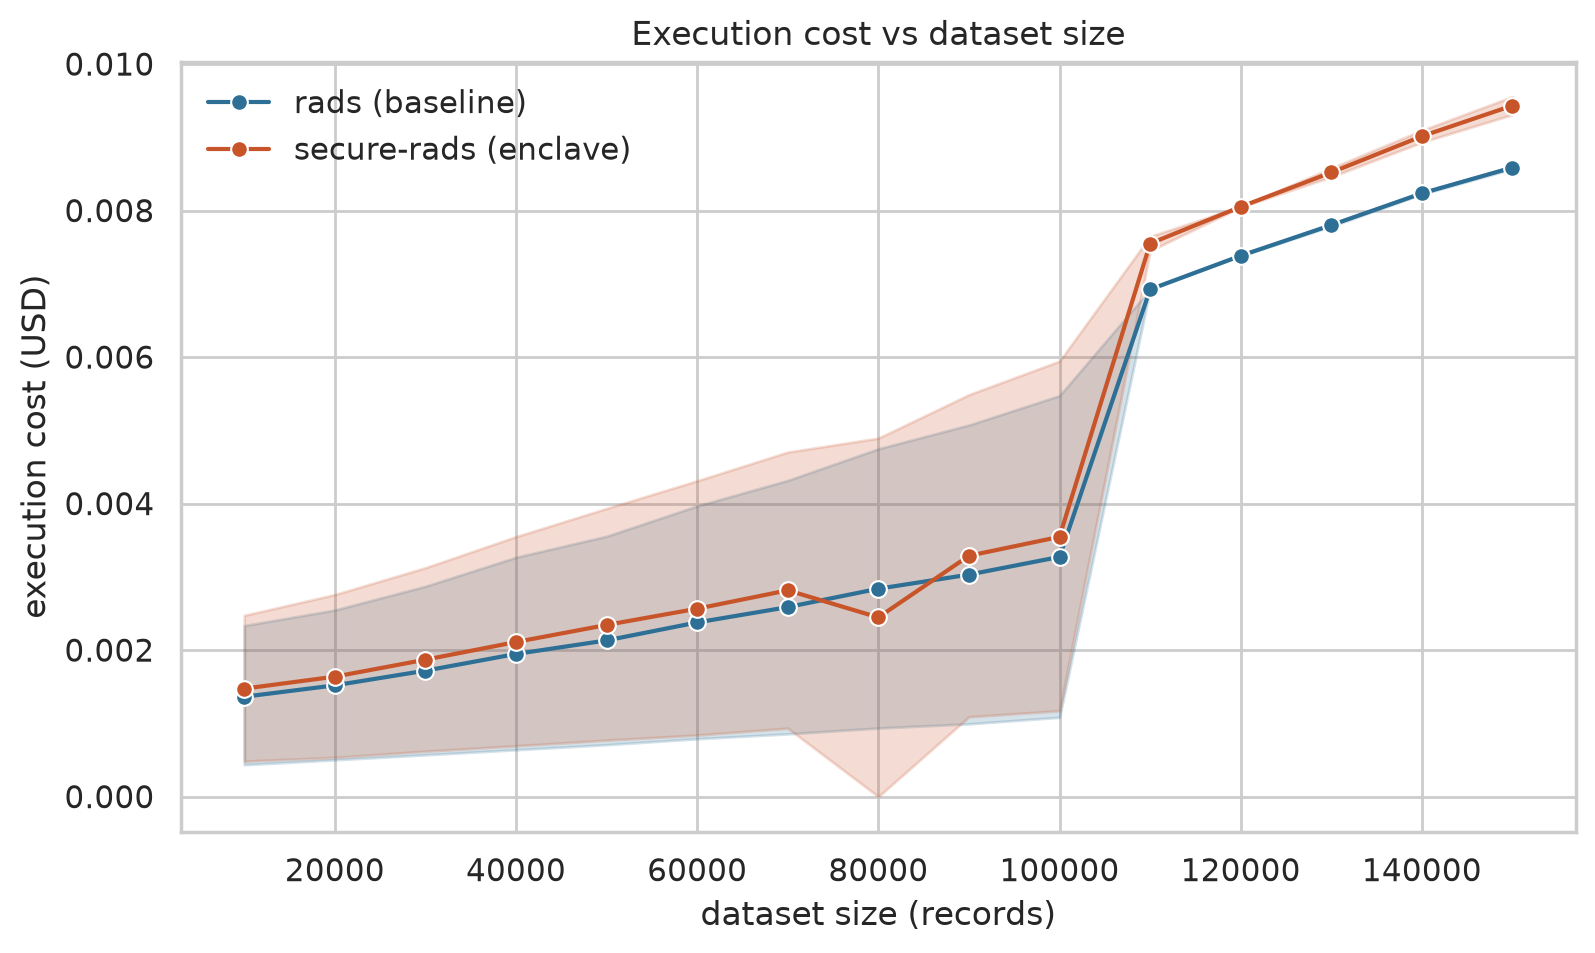 Execution cost vs dataset size
0.010
0.008
0.006
0.004
0.002
0.000
execution cost (USD)
rads (baseline)
secure-rads (enclave)
20000 40000 60000 80000 100000 120000 140000
dataset size (records)